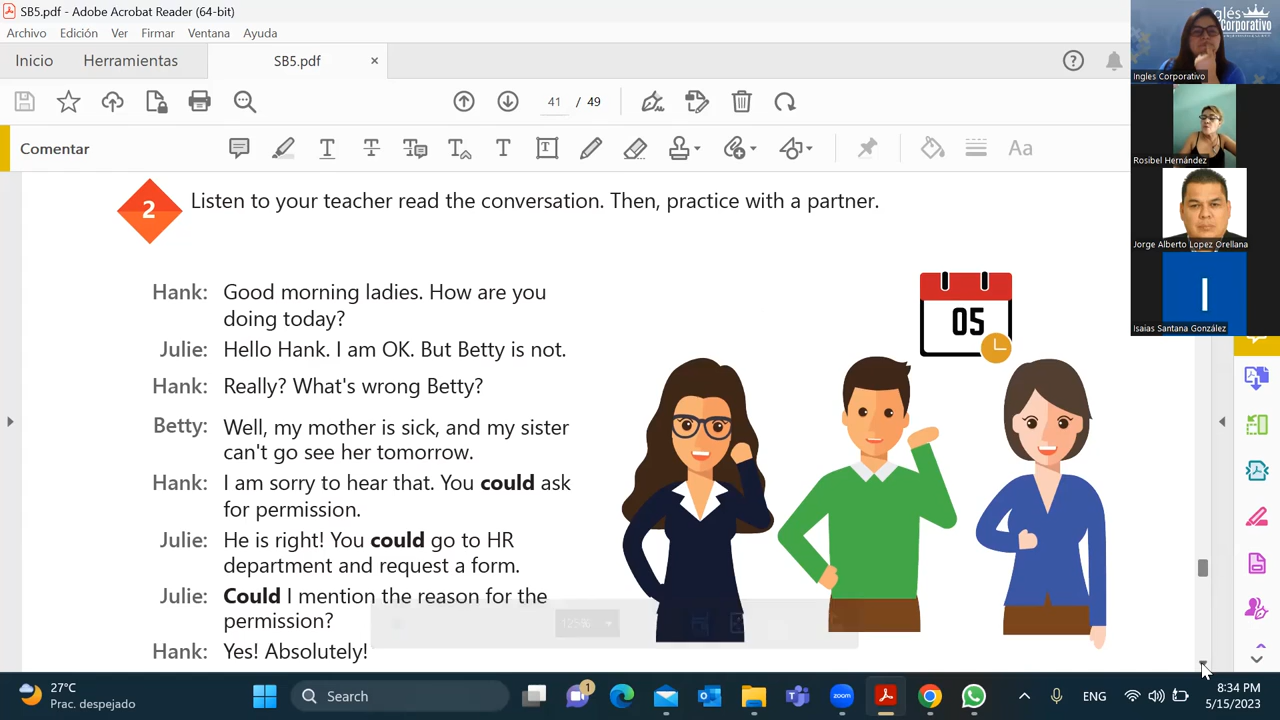 SB5.pdf - Adobe Acrobat Reader (64-bit)
Archivo Edición Ver Firmar Ventana Ayuda
Inicio Herramientas SB5.pdf
41 / 49
Comentar
Aa
2 Listen to your teacher read the conversation. Then, practice with a partner.
Hank: Good morning ladies. How are you
doing today?
Julie: Hello Hank. I am OK. But Betty is not.
Hank: Really? What's wrong Betty?
Betty: Well, my mother is sick, and my sister
can't go see her tomorrow.
Hank: I am sorry to hear that. You could ask
for permission.
Julie: He is right! You could go to HR
department and request a form.
Julie: Could I mention the reason for the
permission?
Hank: Yes! Absolutely!
05
Inglés
Corporativo
Ingles Corporativo
Rosibel Hernández
Jorge Alberto Lopez Orellana
I
Isaias Santana González
27°C
Prac. despejado
Search
1
zoom
ENG
8:34 PM
5/15/2023